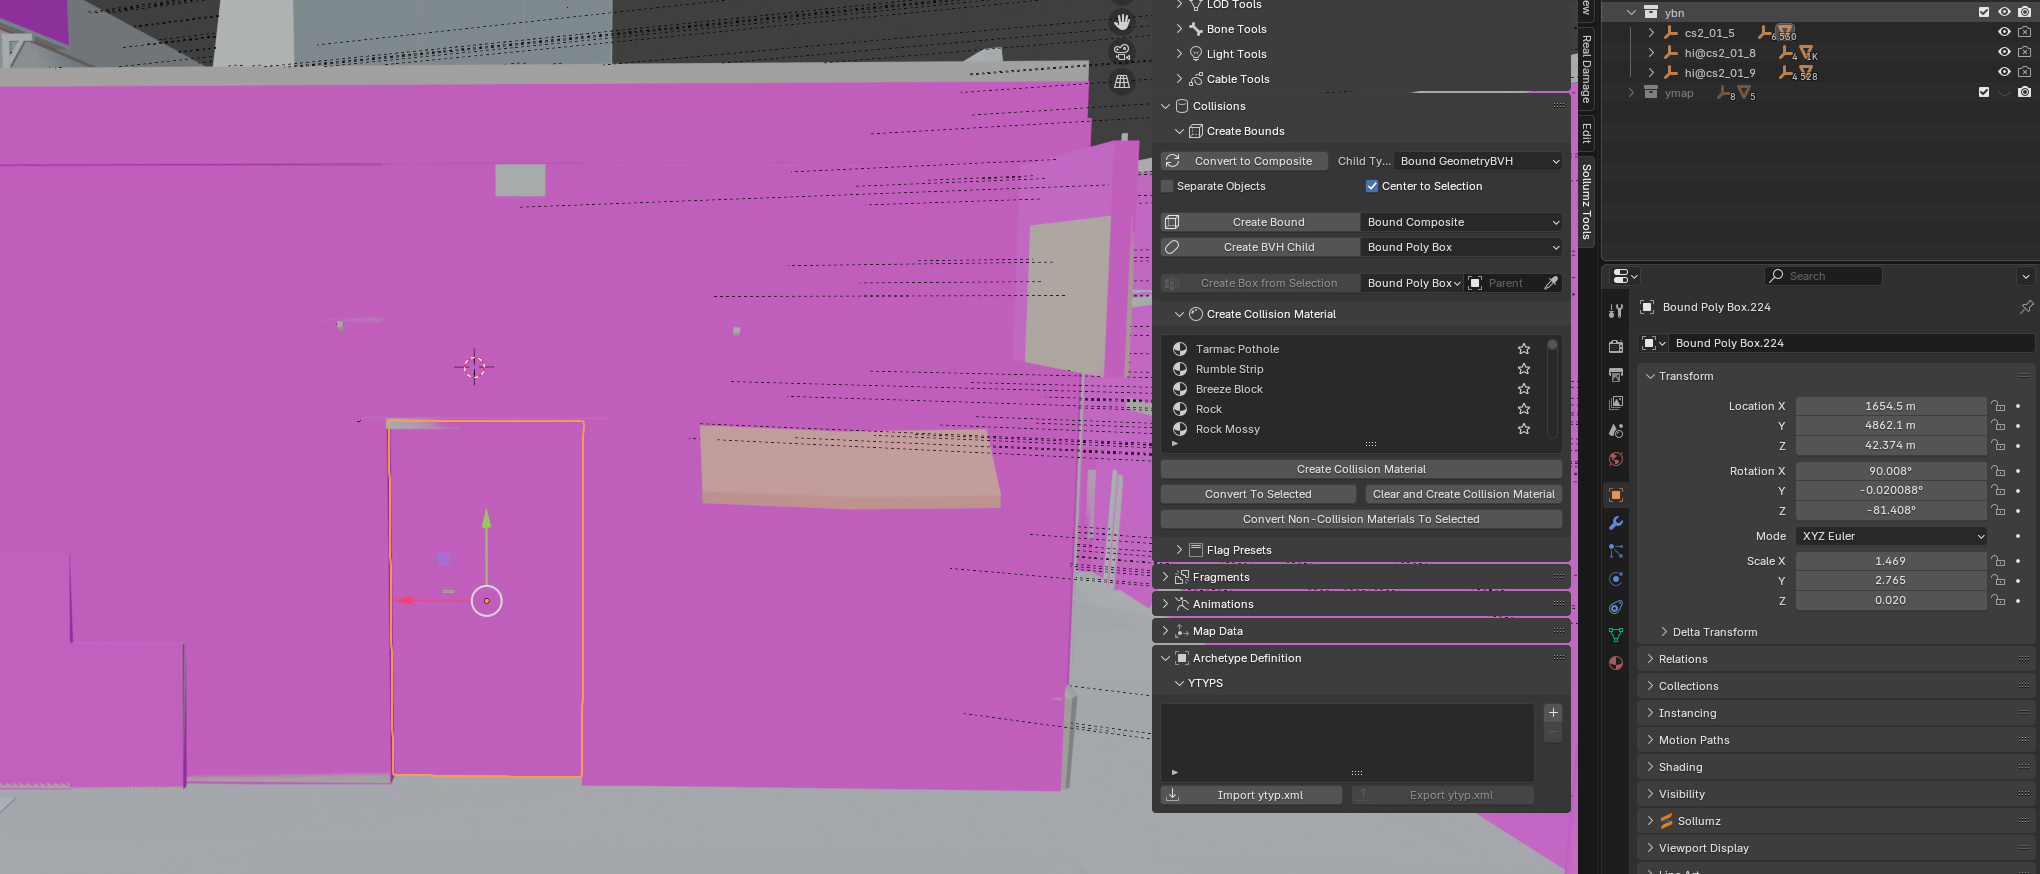 LOD Tools
Bone Tools
Light Tools
Cable Tools
Collisions
Create Bounds
Convert to Composite Child Ty... Bound GeometryBVH
Separate Objects Center to Selection
Create Bound Bound Composite
Create BVH Child Bound Poly Box
Create Box from Selection Bound Poly Box Parent
Create Collision Material
Tarmac Pothole
Rumble Strip
Breeze Block
Rock
Rock Mossy
Create Collision Material
Convert To Selected Clear and Create Collision Material
Convert Non-Collision Materials To Selected
Flag Presets
Fragments
Animations
Map Data
Archetype Definition
YTYPS
Import ytyp.xml Export ytyp.xml
Real Damage
Edit
Sollumz Tools
ybn
cs2_01_5 6 530
hi@cs2_01_8 4 1K
hi@cs2_01_9 4 528
ymap 8 5
Search
Bound Poly Box.224
Bound Poly Box.224
Transform
Location X 1654.5 m
Y 4862.1 m
Z 42.374 m
Rotation X 90.008°
Y -0.020088°
Z -81.408°
Mode XYZ Euler
Scale X 1.469
Y 2.765
Z 0.020
Delta Transform
Relations
Collections
Instancing
Motion Paths
Shading
Visibility
Sollumz
Viewport Display